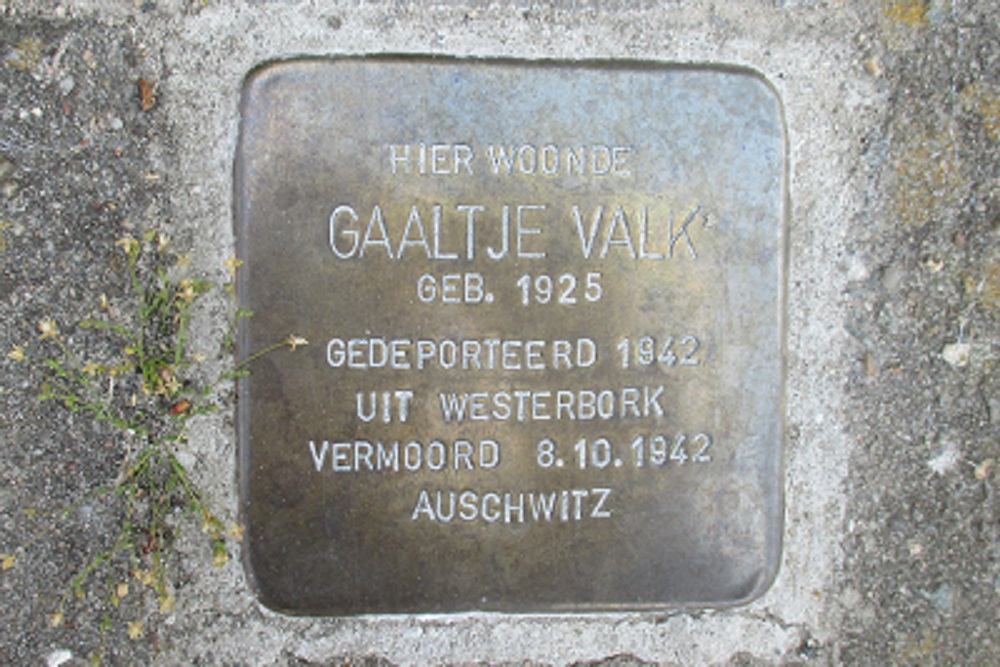 HIER WOONDE
GAALTJE VALK
GEB. 1925
GEDEPORTEERD 1942
UIT WESTERBORK
VERMOORD 8.10.1942
AUSCHWITZ